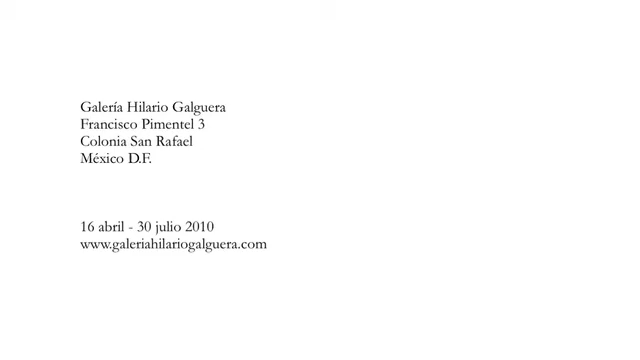 Galería Hilario Galguera
Francisco Pimentel 3
Colonia San Rafael
México D.F.
16 abril - 30 julio 2010
www.galeriahilariogalguera.com